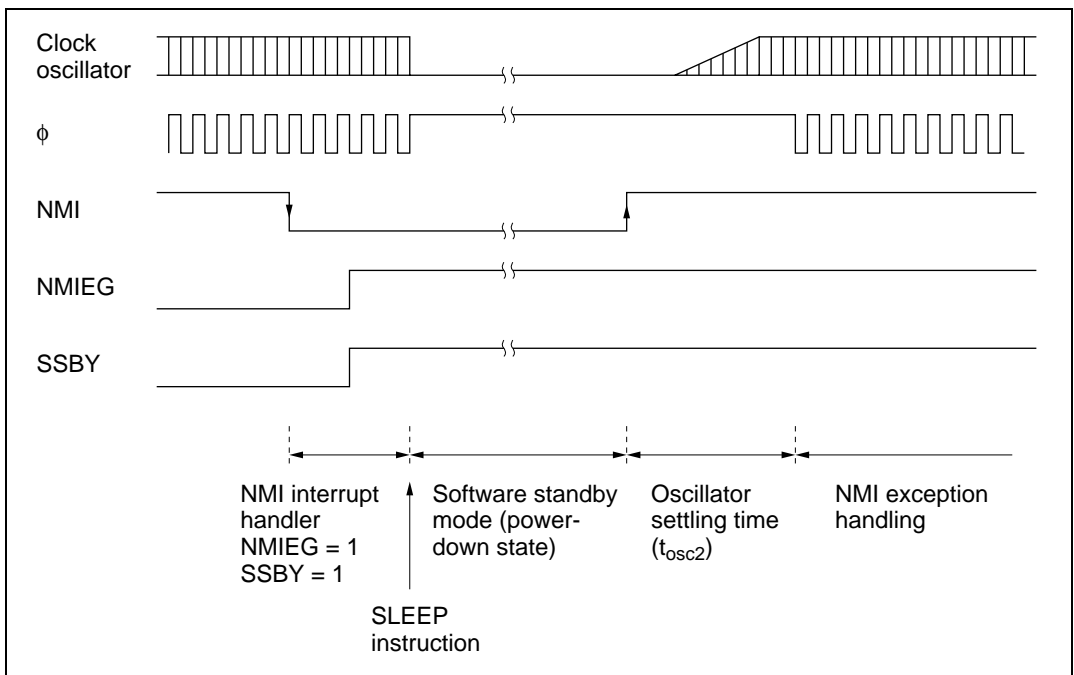 Clock
oscillator
ϕ
NMI
NMIEG
SSBY
NMI interrupt
handler
NMIEG = 1
SSBY = 1
SLEEP
instruction
Software standby
mode (power-
down state)
Oscillator
settling time
(tosc2)
NMI exception
handling